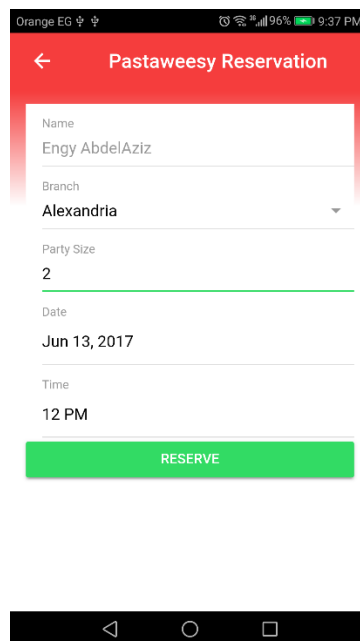 Orange EG 96% 9:37 PM
Pastaweesy Reservation
Name
Engy AbdelAziz
Branch
Alexandria
Party Size
2
Date
Jun 13, 2017
Time
12 PM
RESERVE